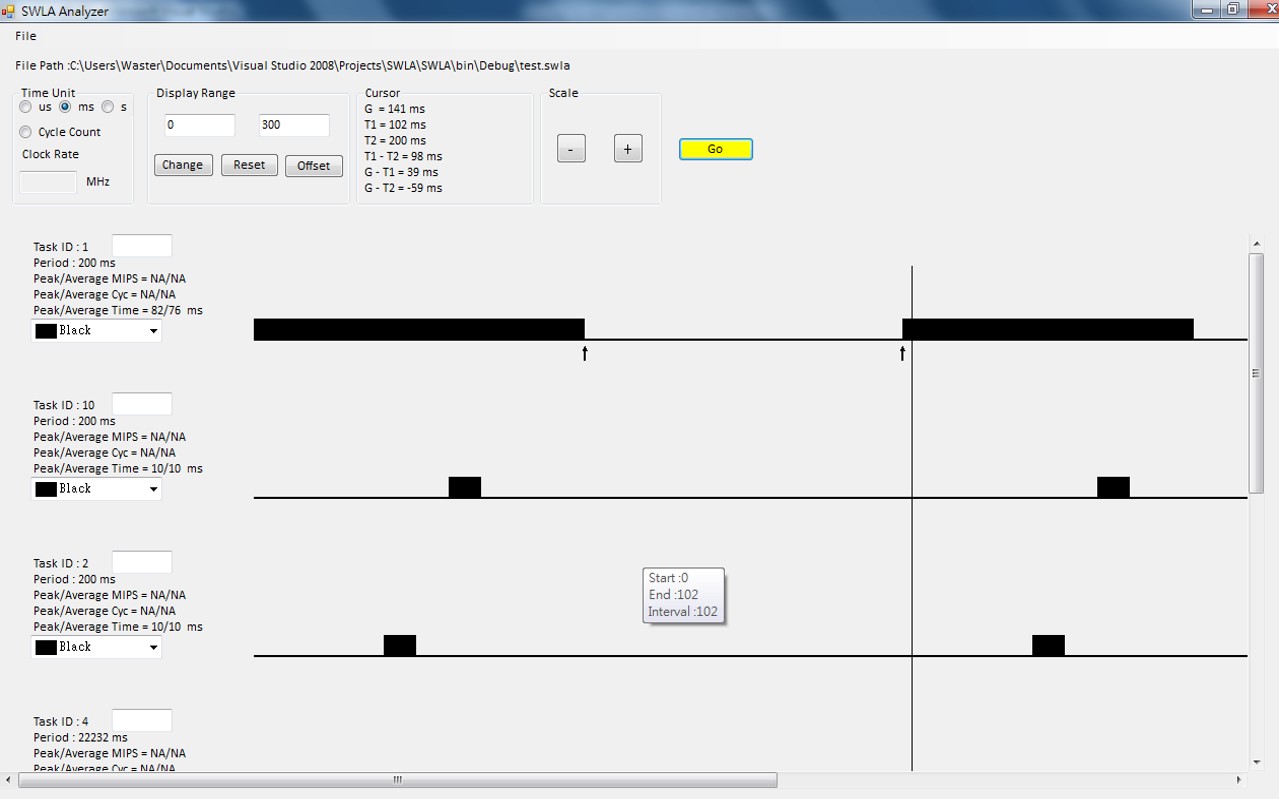 SWLA Analyzer
File
File Path :C:\Users\Waster\Documents\Visual Studio 2008\Projects\SWLA\SWLA\bin\Debug\test.swla
Time Unit
us ms s
Cycle Count
Clock Rate
MHz
Display Range
0 300
Change Reset Offset
Cursor
G = 141 ms
T1 = 102 ms
T2 = 200 ms
T1 - T2 = 98 ms
G - T1 = 39 ms
G - T2 = -59 ms
Scale
- +
Go
Task ID : 1
Period : 200 ms
Peak/Average MIPS = NA/NA
Peak/Average Cyc = NA/NA
Peak/Average Time = 82/76 ms
Black
Task ID : 10
Period : 200 ms
Peak/Average MIPS = NA/NA
Peak/Average Cyc = NA/NA
Peak/Average Time = 10/10 ms
Black
Task ID : 2
Period : 200 ms
Peak/Average MIPS = NA/NA
Peak/Average Cyc = NA/NA
Peak/Average Time = 10/10 ms
Black
Start :0
End :102
Interval :102
Task ID : 4
Period : 22232 ms
Peak/Average MIPS = NA/NA
Peak/Average Cyc = NA/NA